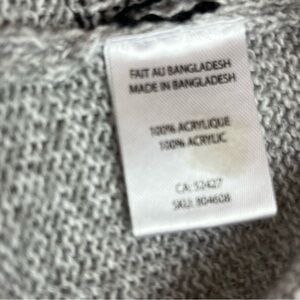 FAIT AU BANGLADESH
MADE IN BANGLADESH
100% ACRYLIQUE
100% ACRYLIC
CA: 52427
SKU: 804608